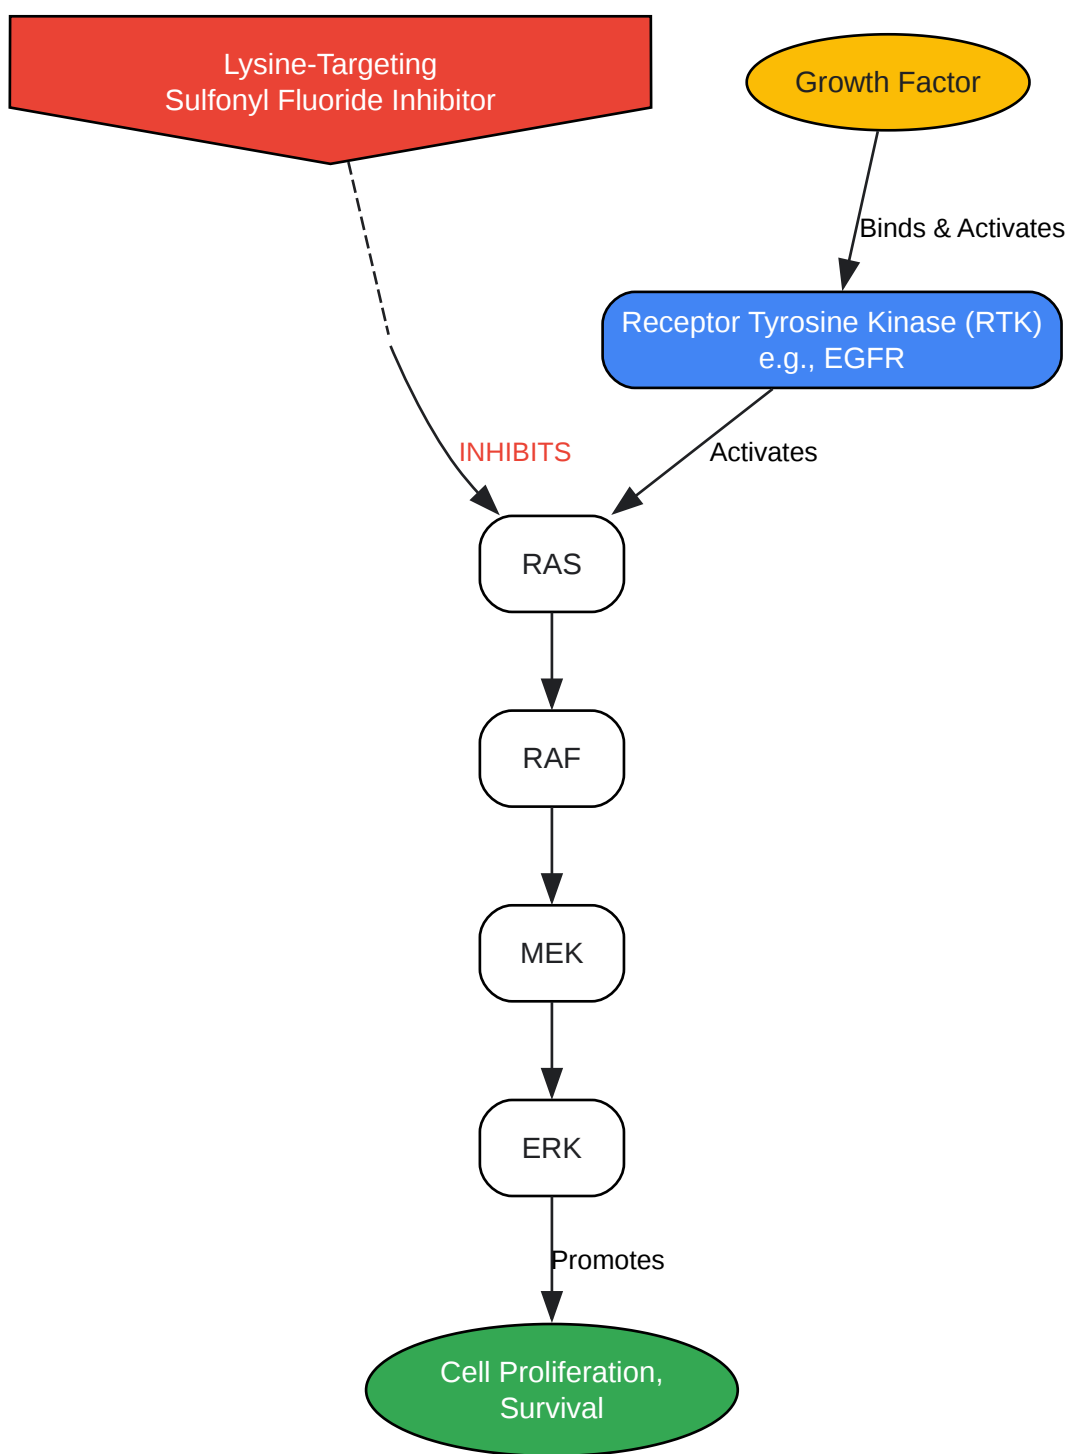 Lysine-Targeting
Sulfonyl Fluoride Inhibitor
Growth Factor
Binds & Activates
Receptor Tyrosine Kinase (RTK)
e.g., EGFR
INHIBITS
Activates
RAS
RAF
MEK
ERK
Promotes
Cell Proliferation,
Survival